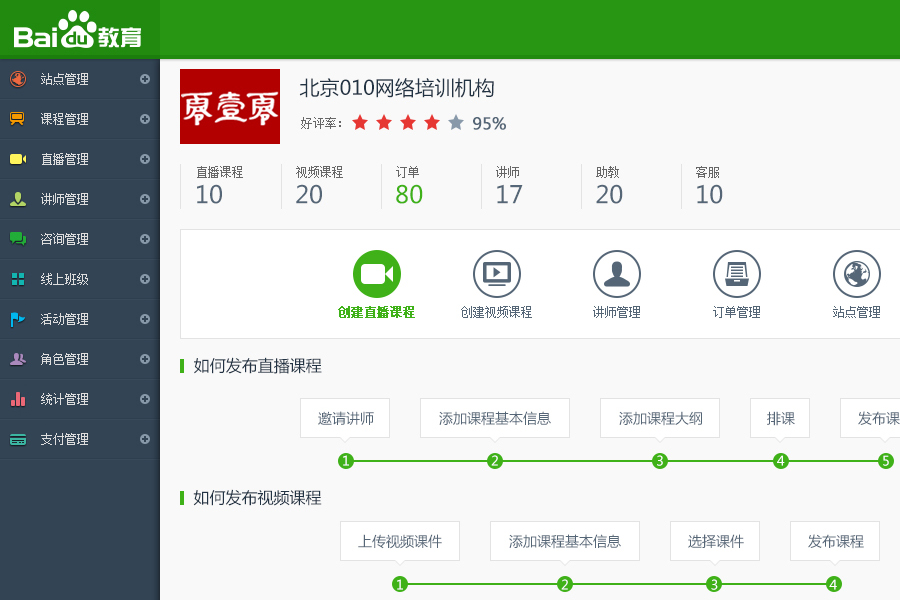 Bai du 教育
站点管理
课程管理
直播管理
讲师管理
咨询管理
线上班级
活动管理
角色管理
统计管理
支付管理
北京010网络培训机构
好评率： 95%
直播课程 视频课程 订单 讲师 助教 客服
10 20 80 17 20 10
创建直播课程 创建视频课程 讲师管理 订单管理 站点管理
如何发布直播课程
邀请讲师 添加课程基本信息 添加课程大纲 排课 发布课
1 2 3 4 5
如何发布视频课程
上传视频课件 添加课程基本信息 选择课件 发布课程
1 2 3 4